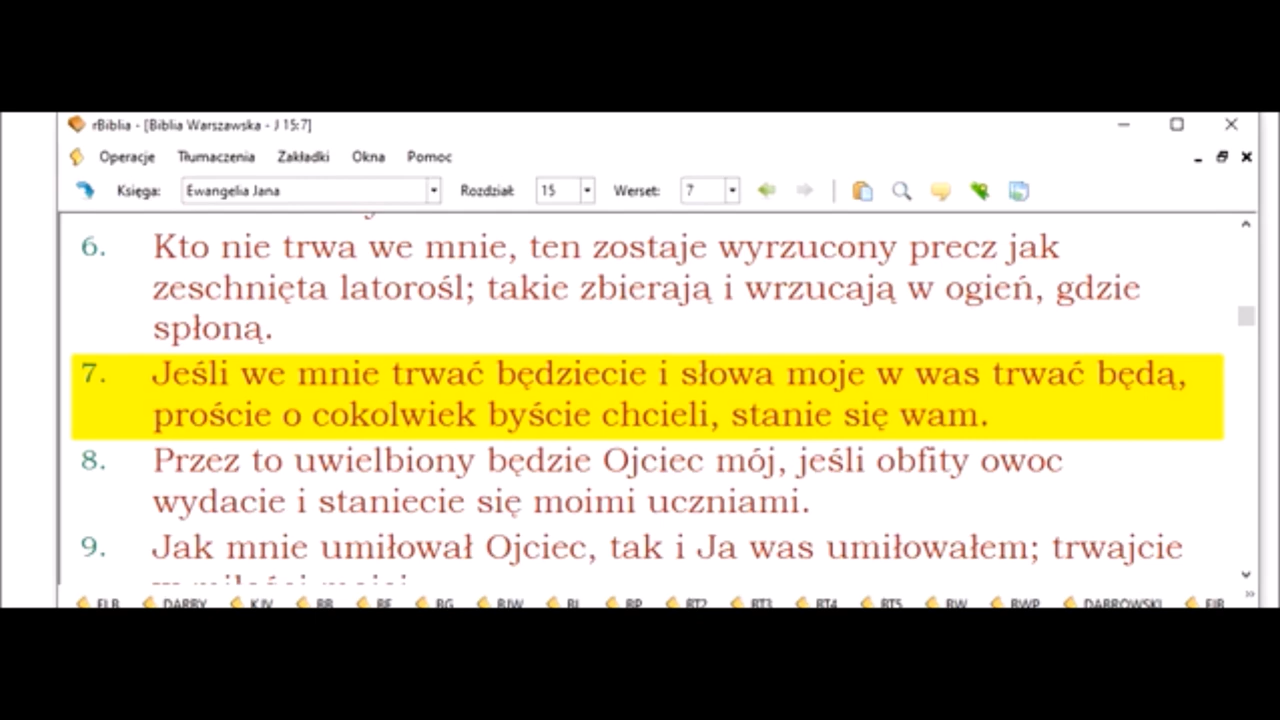 rBiblia - [Biblia Warszawska - J 15:7]
Operacje Tłumaczenia Zakładki Okna Pomoc
Księga: Ewangelia Jana Rozdział: 15 Werset: 7
6. Kto nie trwa we mnie, ten zostaje wyrzucony precz jak
zeschnięta latorośl; takie zbierają i wrzucają w ogień, gdzie
spłoną.
7. Jeśli we mnie trwać będziecie i słowa moje w was trwać będą,
proście o cokolwiek byście chcieli, stanie się wam.
8. Przez to uwielbiony będzie Ojciec mój, jeśli obfity owoc
wydacie i staniecie się moimi uczniami.
9. Jak mnie umiłował Ojciec, tak i Ja was umiłowałem; trwajcie
DARBY KJV BB BG BJW BP BT2 BT3 BT4 BT5 BW BWP DABROWSKI